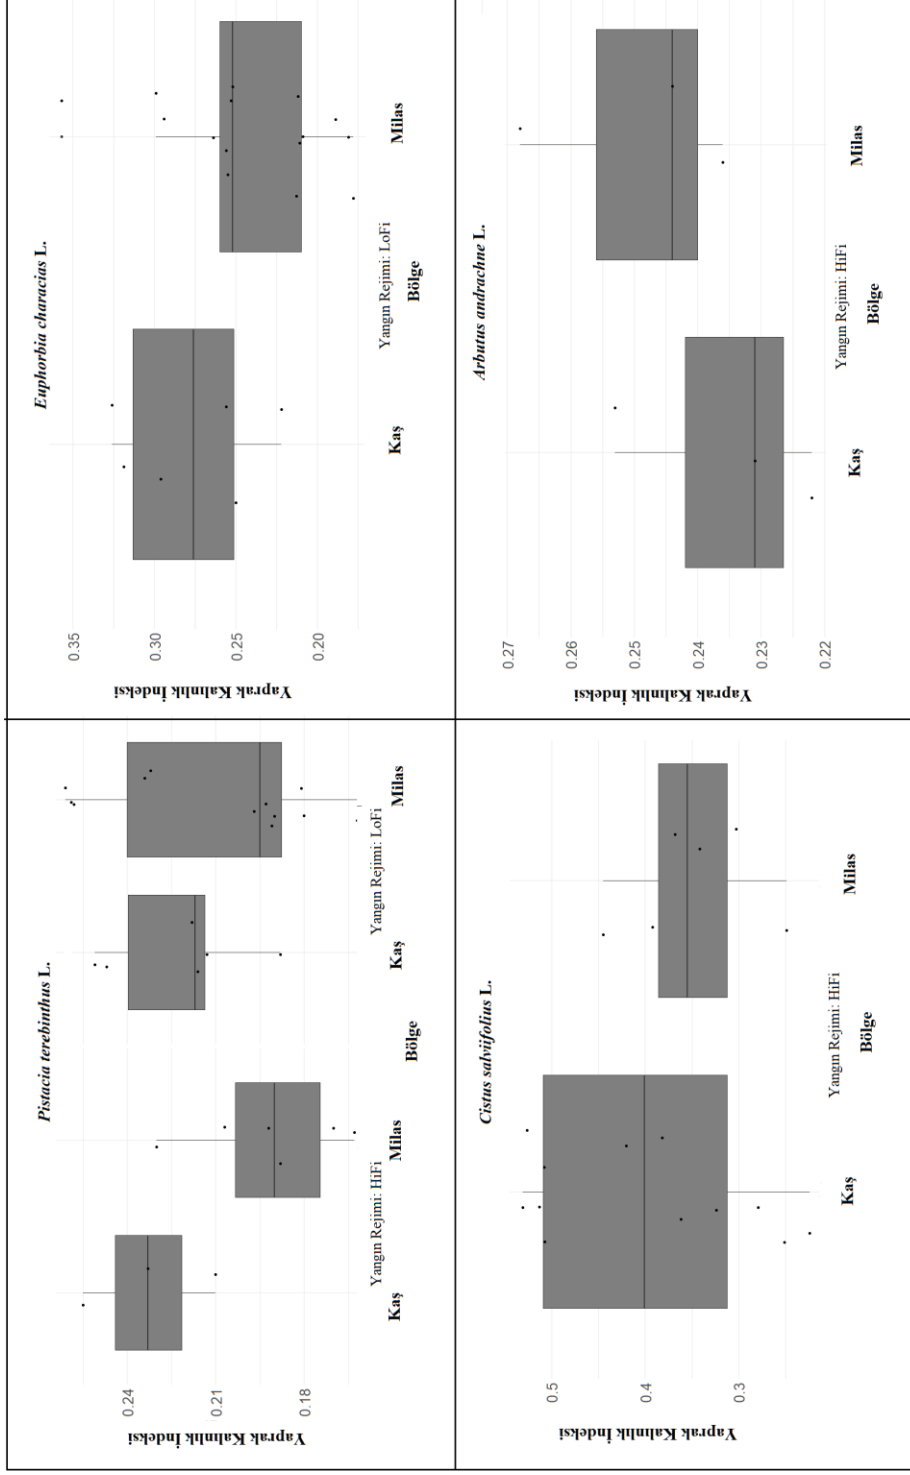 Pistacia terebinthus L.
Yaprak Kalınlık İndeksi
0.24
0.21
0.18
Yangın Rejimi: HiFi
Yangın Rejimi: LoFi
Kaş Milas Kaş Milas
Bölge
Euphorbia characias L.
Yaprak Kalınlık İndeksi
0.35
0.30
0.25
0.20
Yangın Rejimi: LoFi
Kaş Milas
Bölge
Cistus salviifolius L.
Yaprak Kalınlık İndeksi
0.5
0.4
0.3
Yangın Rejimi: HiFi
Kaş Milas
Bölge
Arbutus andrachne L.
Yaprak Kalınlık İndeksi
0.27
0.26
0.25
0.24
0.23
0.22
Yangın Rejimi: HiFi
Kaş Milas
Bölge